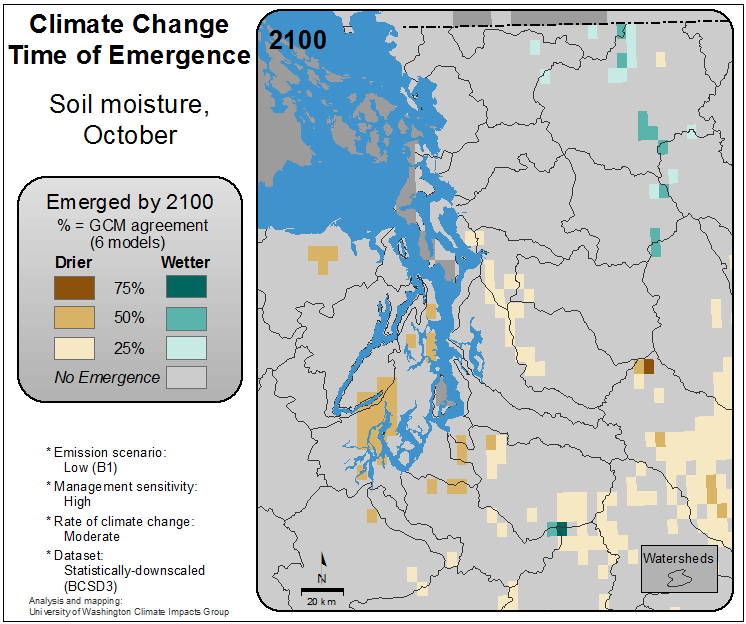 Climate Change
Time of Emergence
Soil moisture,
October
Emerged by 2100
% = GCM agreement
(6 models)
Drier Wetter
75%
50%
25%
No Emergence
* Emission scenario:
Low (B1)
* Management sensitivity:
High
* Rate of climate change:
Moderate
* Dataset:
Statistically-downscaled
(BCSD3)
Analysis and mapping:
University of Washington Climate Impacts Group
2100
N
20 km
Watersheds